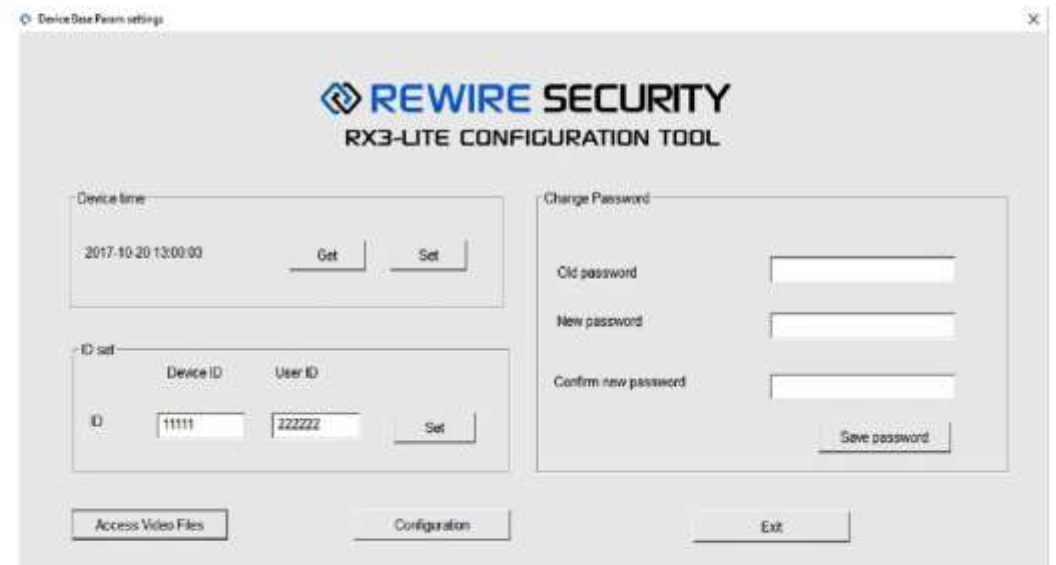 Device Base Param settings
REWIRE SECURITY
RX3-LITE CONFIGURATION TOOL
Device time
2017-10-20 13:00:03
Get
Set
ID set
Device ID
User ID
ID
11111
222222
Set
Change Password
Old password
New password
Confirm new password
Save password
Access Video Files
Configuration
Exit